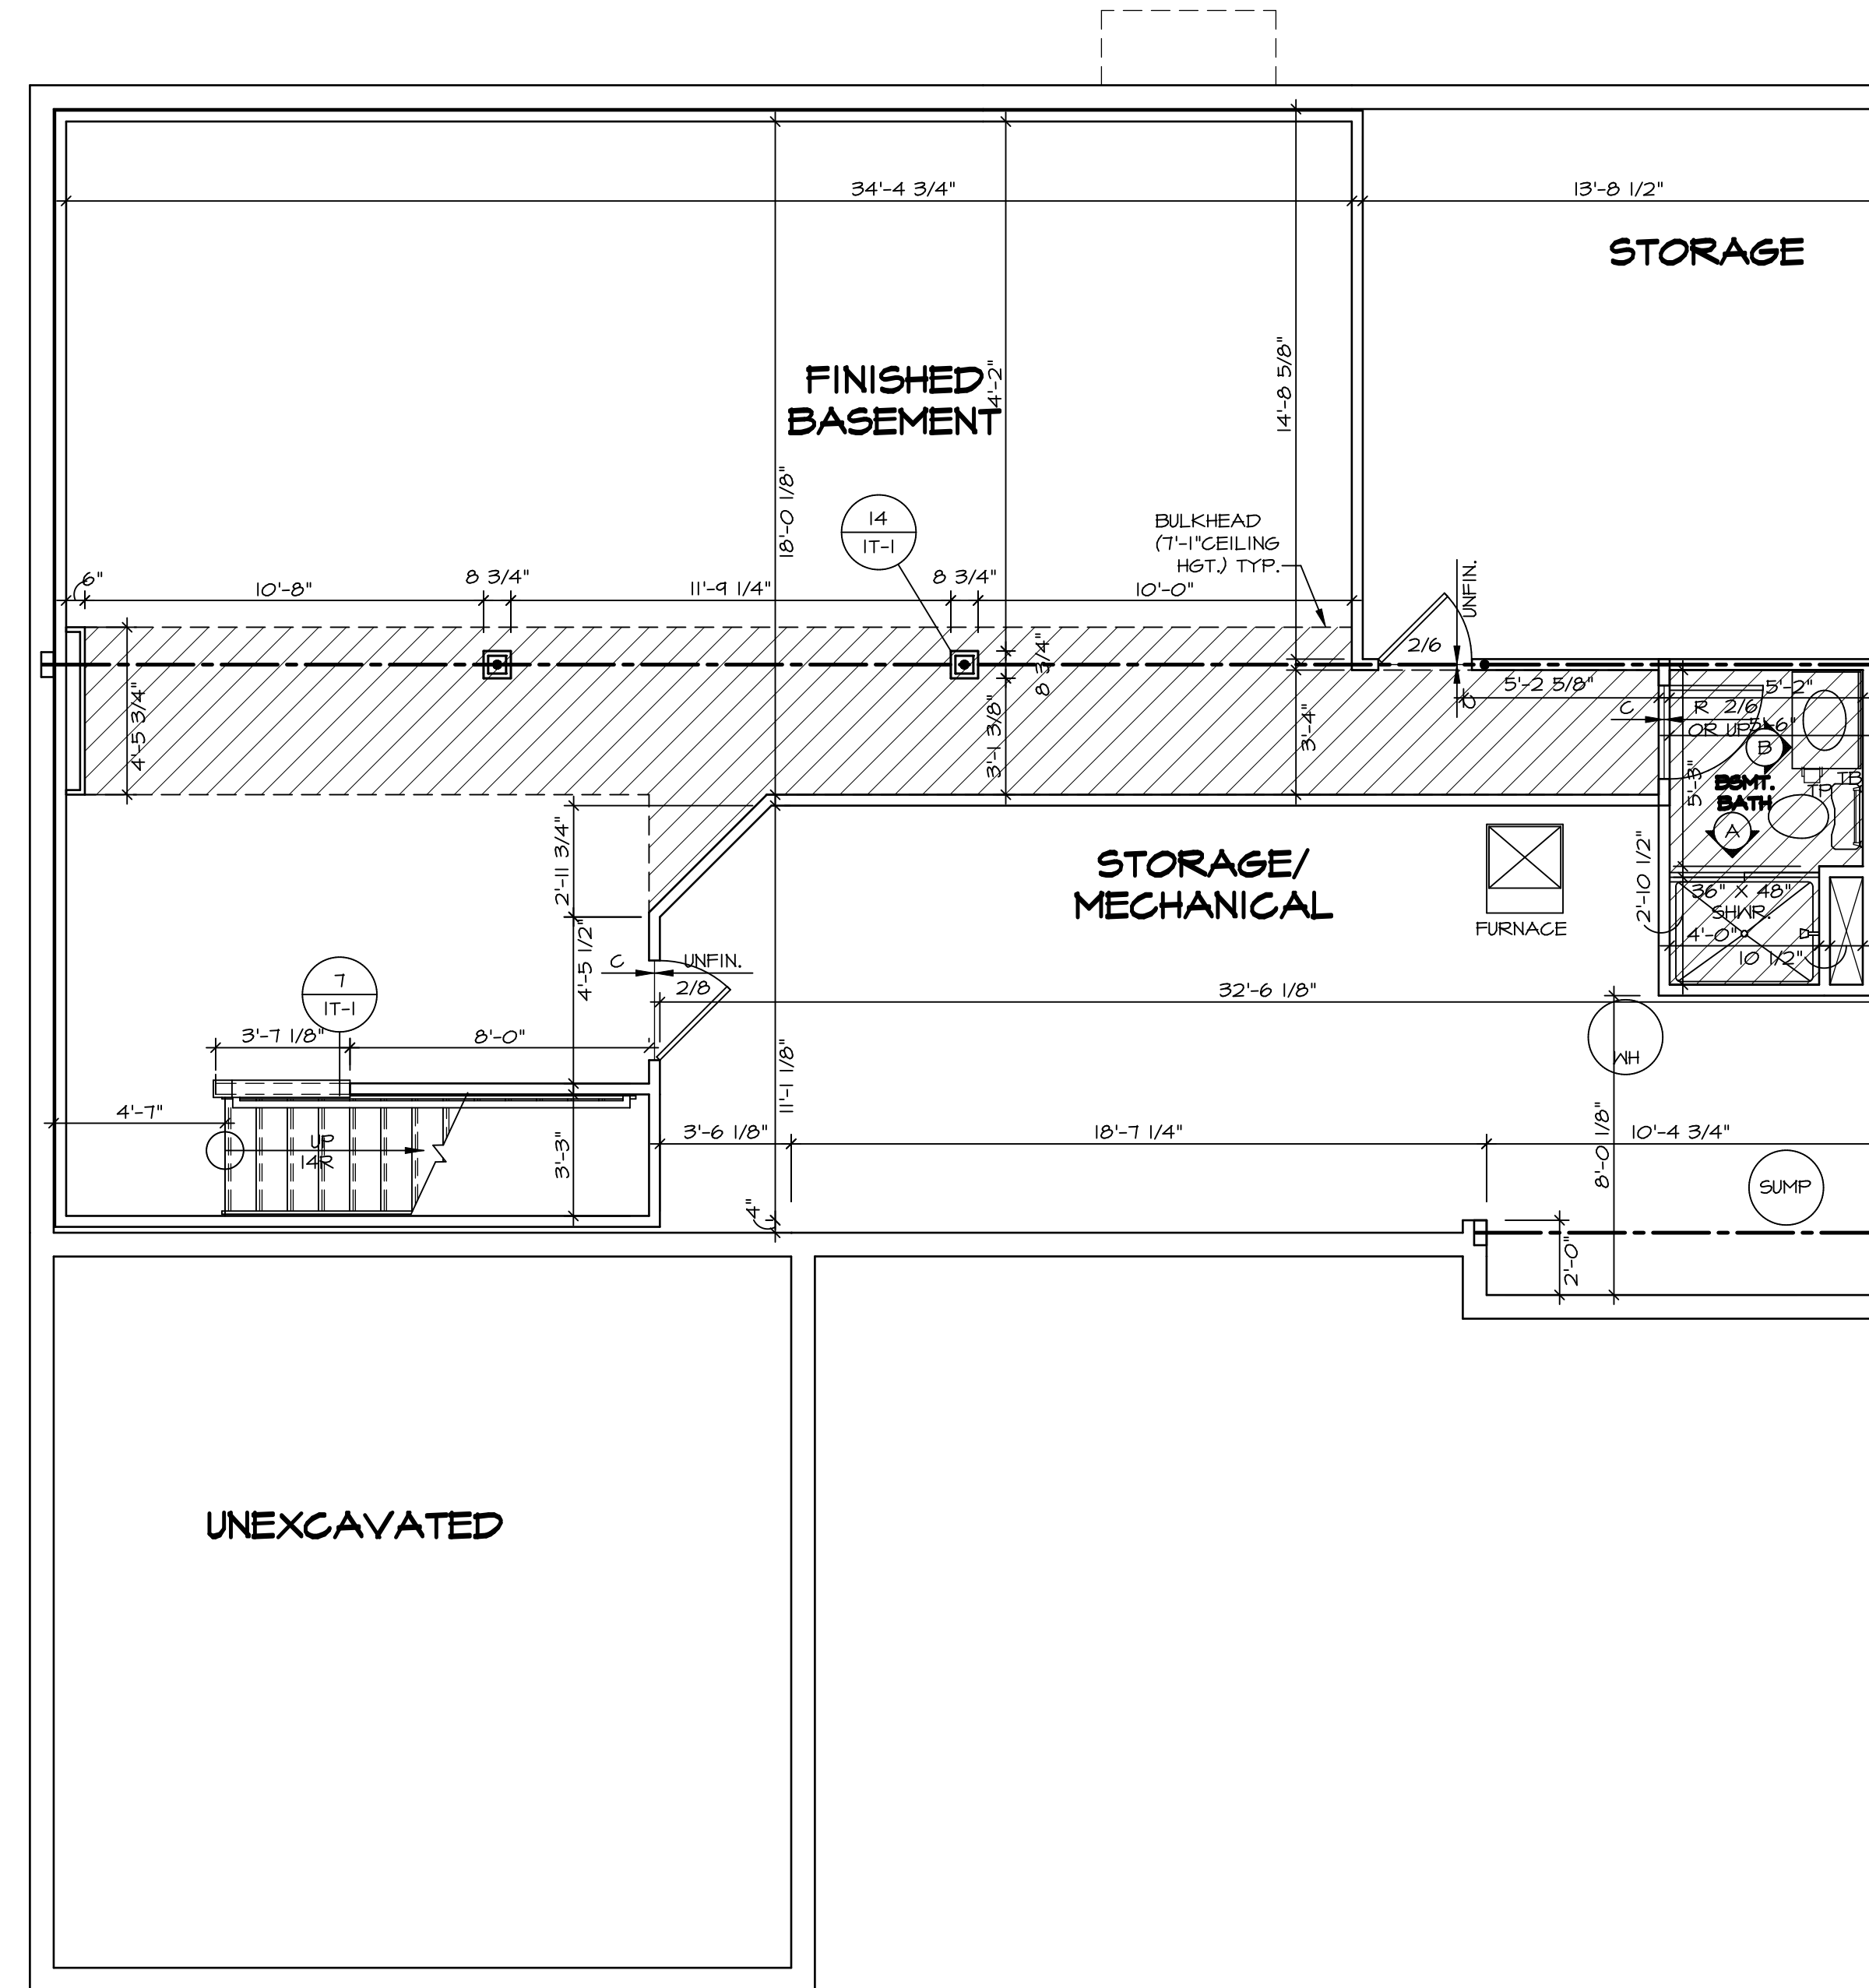 34'-4 3/4"
13'-8 1/2"
STORAGE
FINISHED
BASEMENT
4'-2"
14'-8 5/8"
18'-0 1/8"
14
1T-1
BULKHEAD
(7'-1"CEILING
HGT.) TYP.
UNFIN.
6"
10'-8"
8 3/4"
11'-9 1/4"
8 3/4"
10'-0"
2/6
8 3/4"
4'-5 3/4"
3'-1 3/8"
3'-4"
5'-2 5/8"
C
5'-2"
C
R
2/6
OR UP
5'-6"
B
5'-3"
BSMT.
BATH
TB
TP
A
2'-11 3/4"
STORAGE/
MECHANICAL
2'-10 1/2"
36" X 48"
SHWR.
FURNACE
4'-0"
10 1/2"
4'-5 1/2"
C
UNFIN.
2/8
32'-6 1/8"
7
1T-1
3'-7 1/8"
8'-0"
WH
11'-1 1/8"
4'-7"
UP
14R
3'-3"
3'-6 1/8"
18'-7 1/4"
8'-0 1/8"
10'-4 3/4"
SUMP
4"
2'-0"
UNEXCAVATED